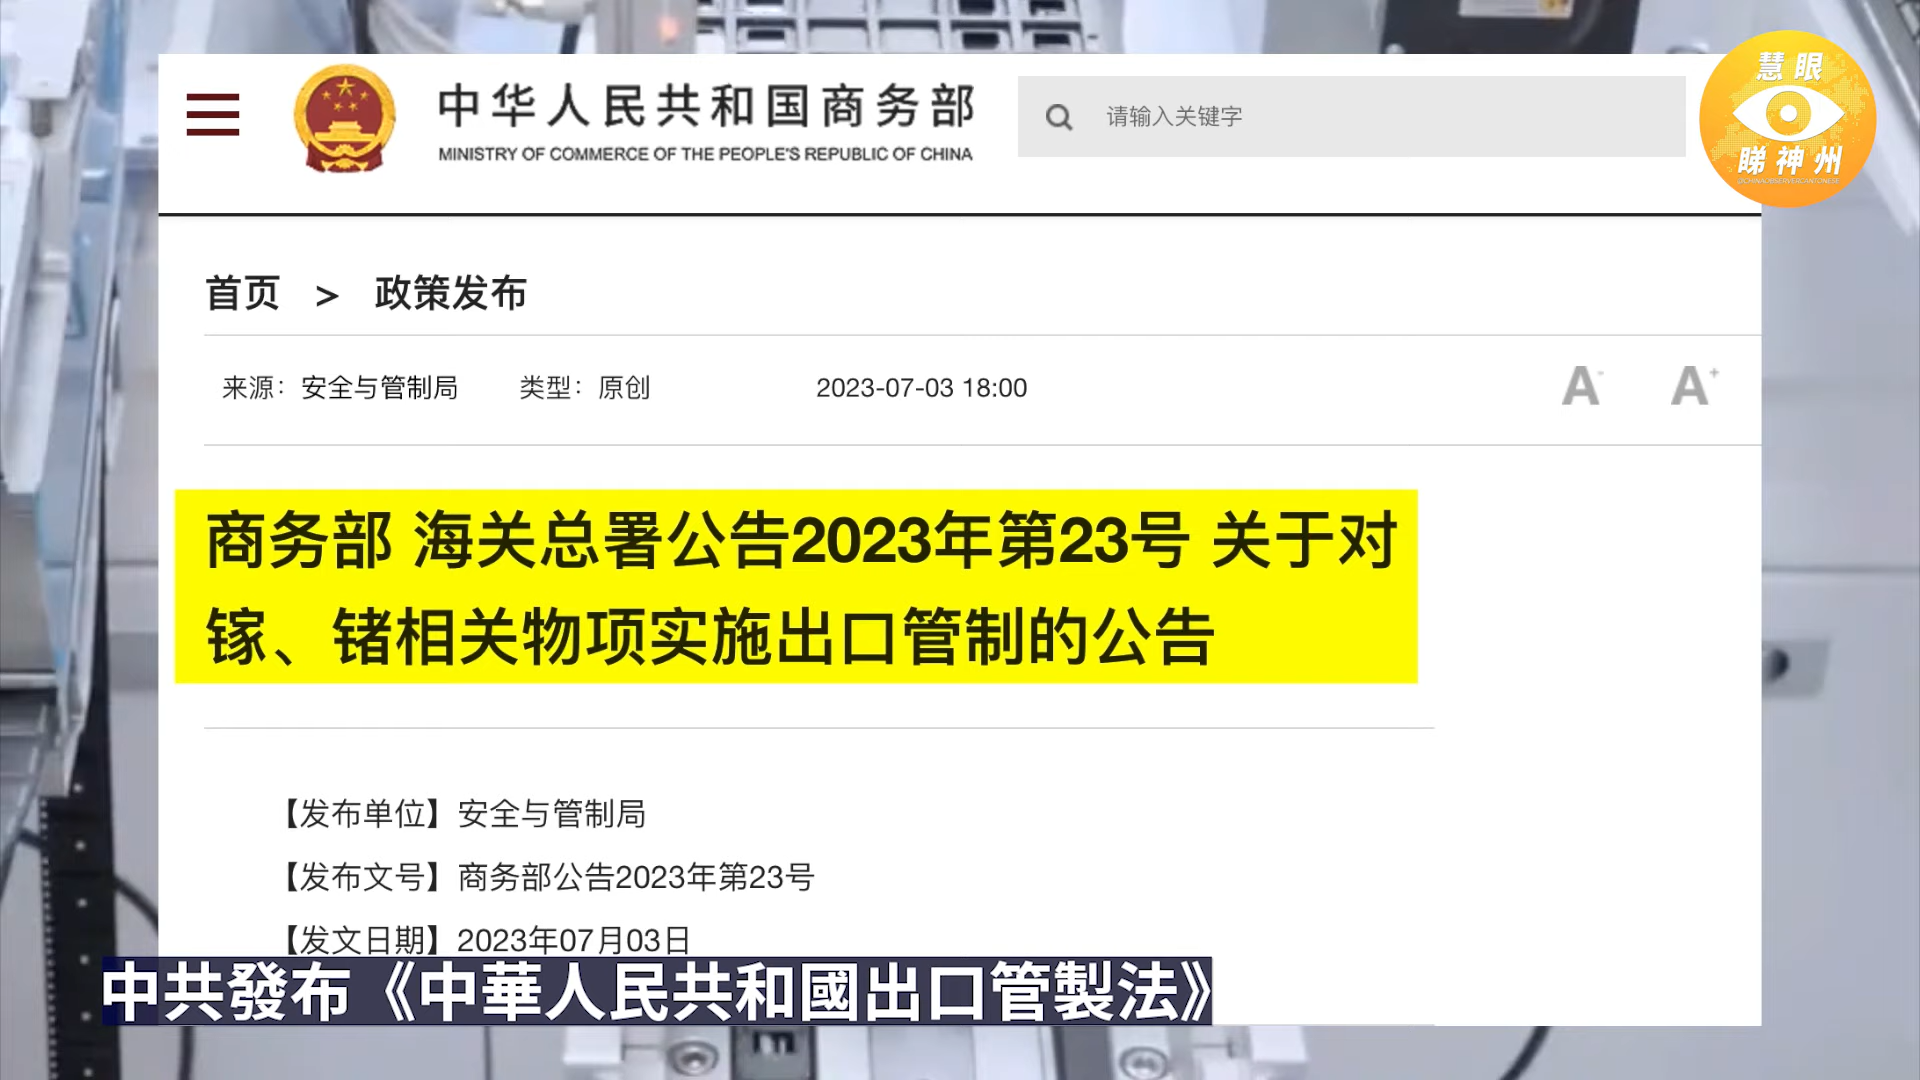 中华人民共和国商务部
MINISTRY OF COMMERCE OF THE PEOPLE'S REPUBLIC OF CHINA
请输入关键字
慧眼
睇神州
首页 > 政策发布
来源：安全与管制局 类型：原创 2023-07-03 18:00
A- A+
商务部 海关总署公告2023年第23号 关于对
镓、锗相关物项实施出口管制的公告
【发布单位】安全与管制局
【发布文号】商务部公告2023年第23号
【发文日期】2023年07月03日
中共發布《中華人民共和國出口管製法》